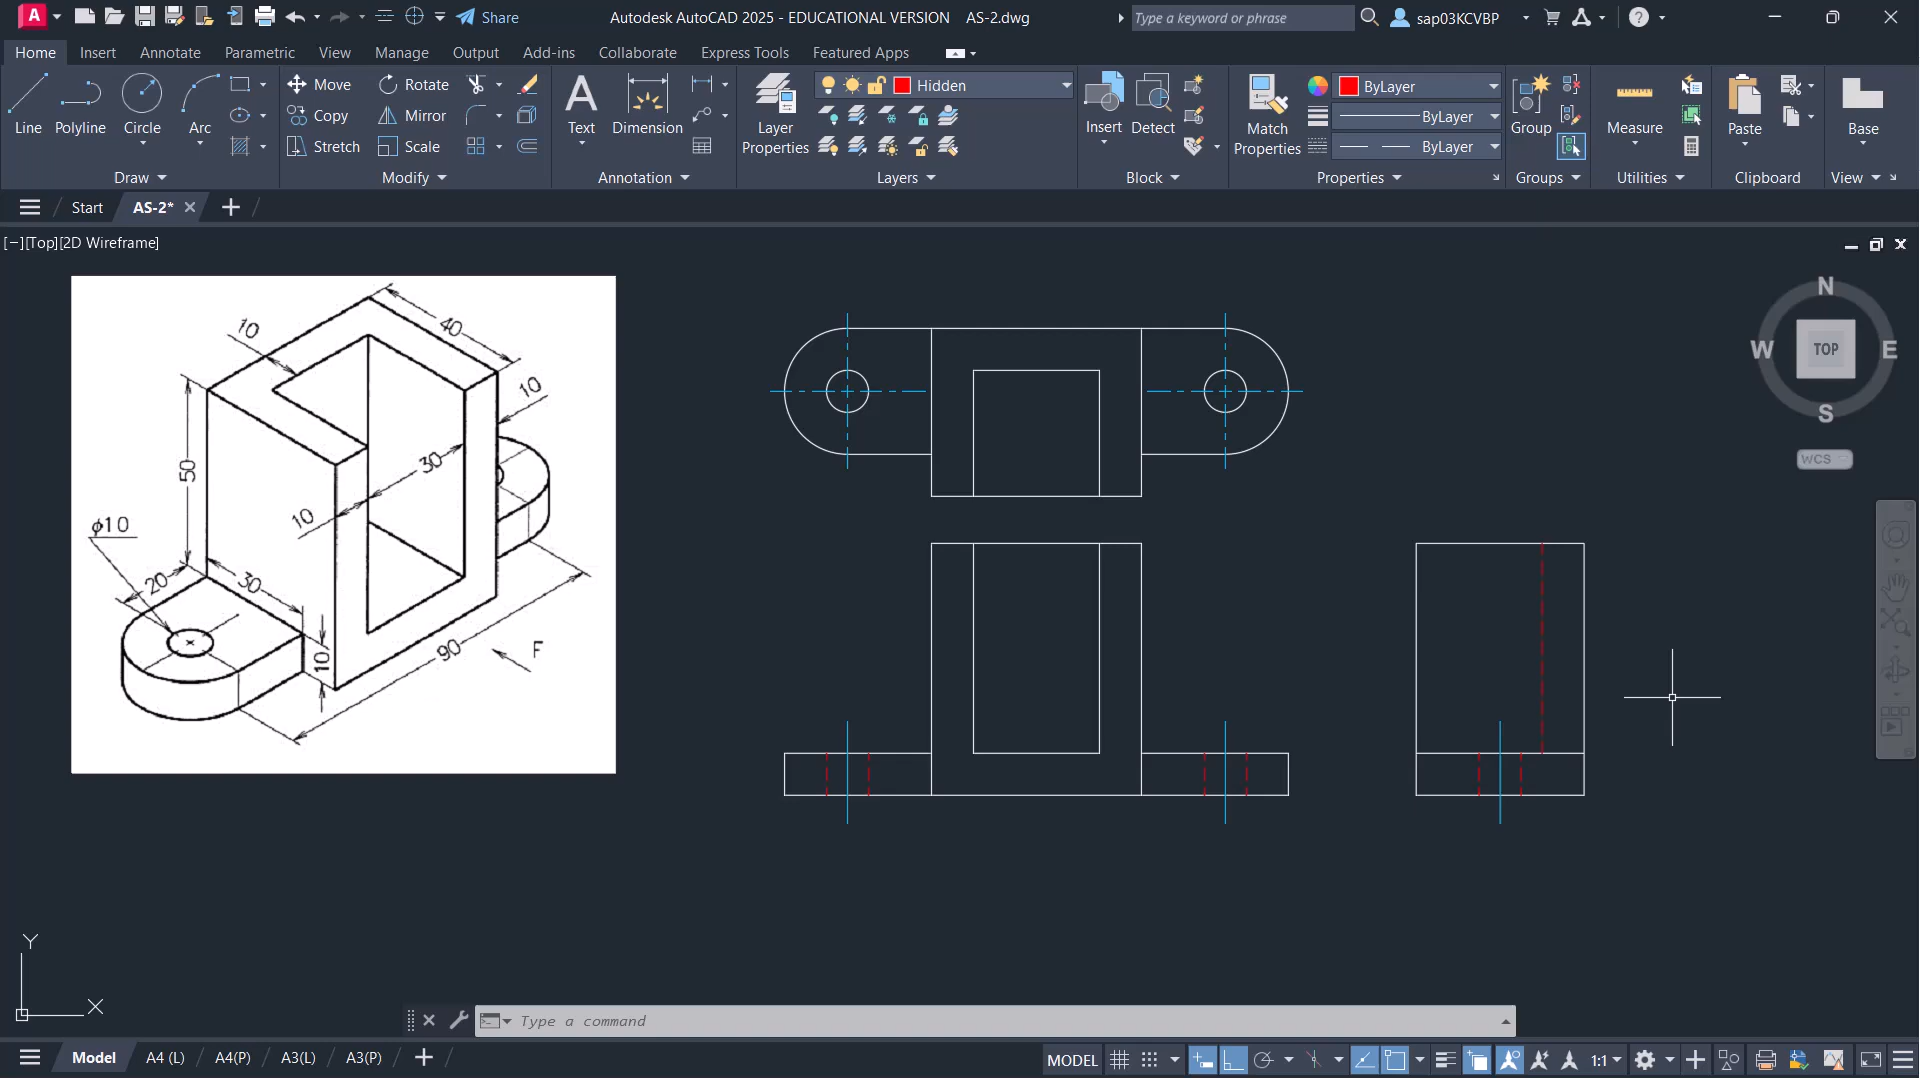 A Share Autodesk AutoCAD 2025 - EDUCATIONAL VERSION AS-2.dwg Type a keyword or phrase sap03KCVBP
Home Insert Annotate Parametric View Manage Output Add-ins Collaborate Express Tools Featured Apps
Line Polyline Circle Arc
Draw
Move Rotate
Copy Mirror
Stretch Scale
Modify
Text Dimension
Annotation
Layer Properties
Hidden
Layers
Insert Detect
Block
Match Properties
ByLayer
ByLayer
ByLayer
Properties
Group
Groups
Measure
Utilities
Paste
Clipboard
Base
View
Start AS-2*
[−][Top][2D Wireframe]
10
40
10
50
30
10
ϕ10
20
30
10
90
F
N
W TOP E
S
WCS
Y
X
Type a command
Model A4 (L) A4(P) A3(L) A3(P) MODEL 1:1